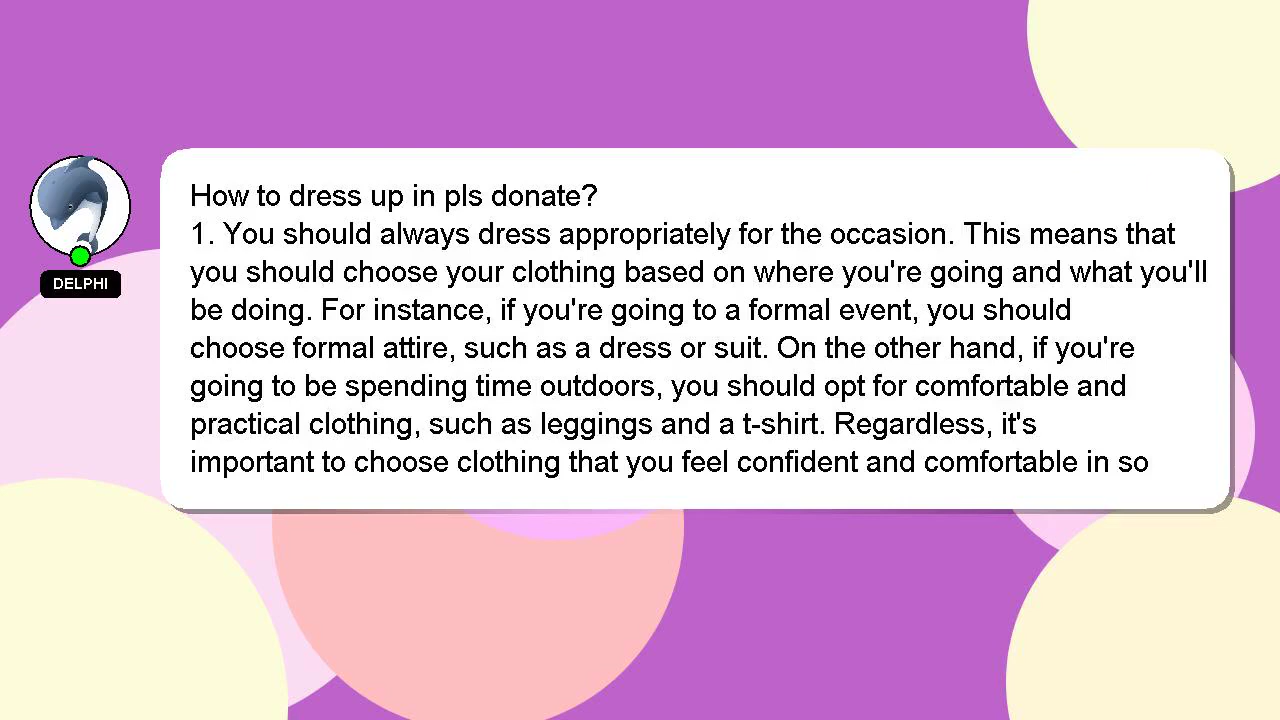 How to dress up in pls donate?
1. You should always dress appropriately for the occasion. This means that
you should choose your clothing based on where you're going and what you'll
be doing. For instance, if you're going to a formal event, you should
choose formal attire, such as a dress or suit. On the other hand, if you're
going to be spending time outdoors, you should opt for comfortable and
practical clothing, such as leggings and a t-shirt. Regardless, it's
important to choose clothing that you feel confident and comfortable in so
DELPHI